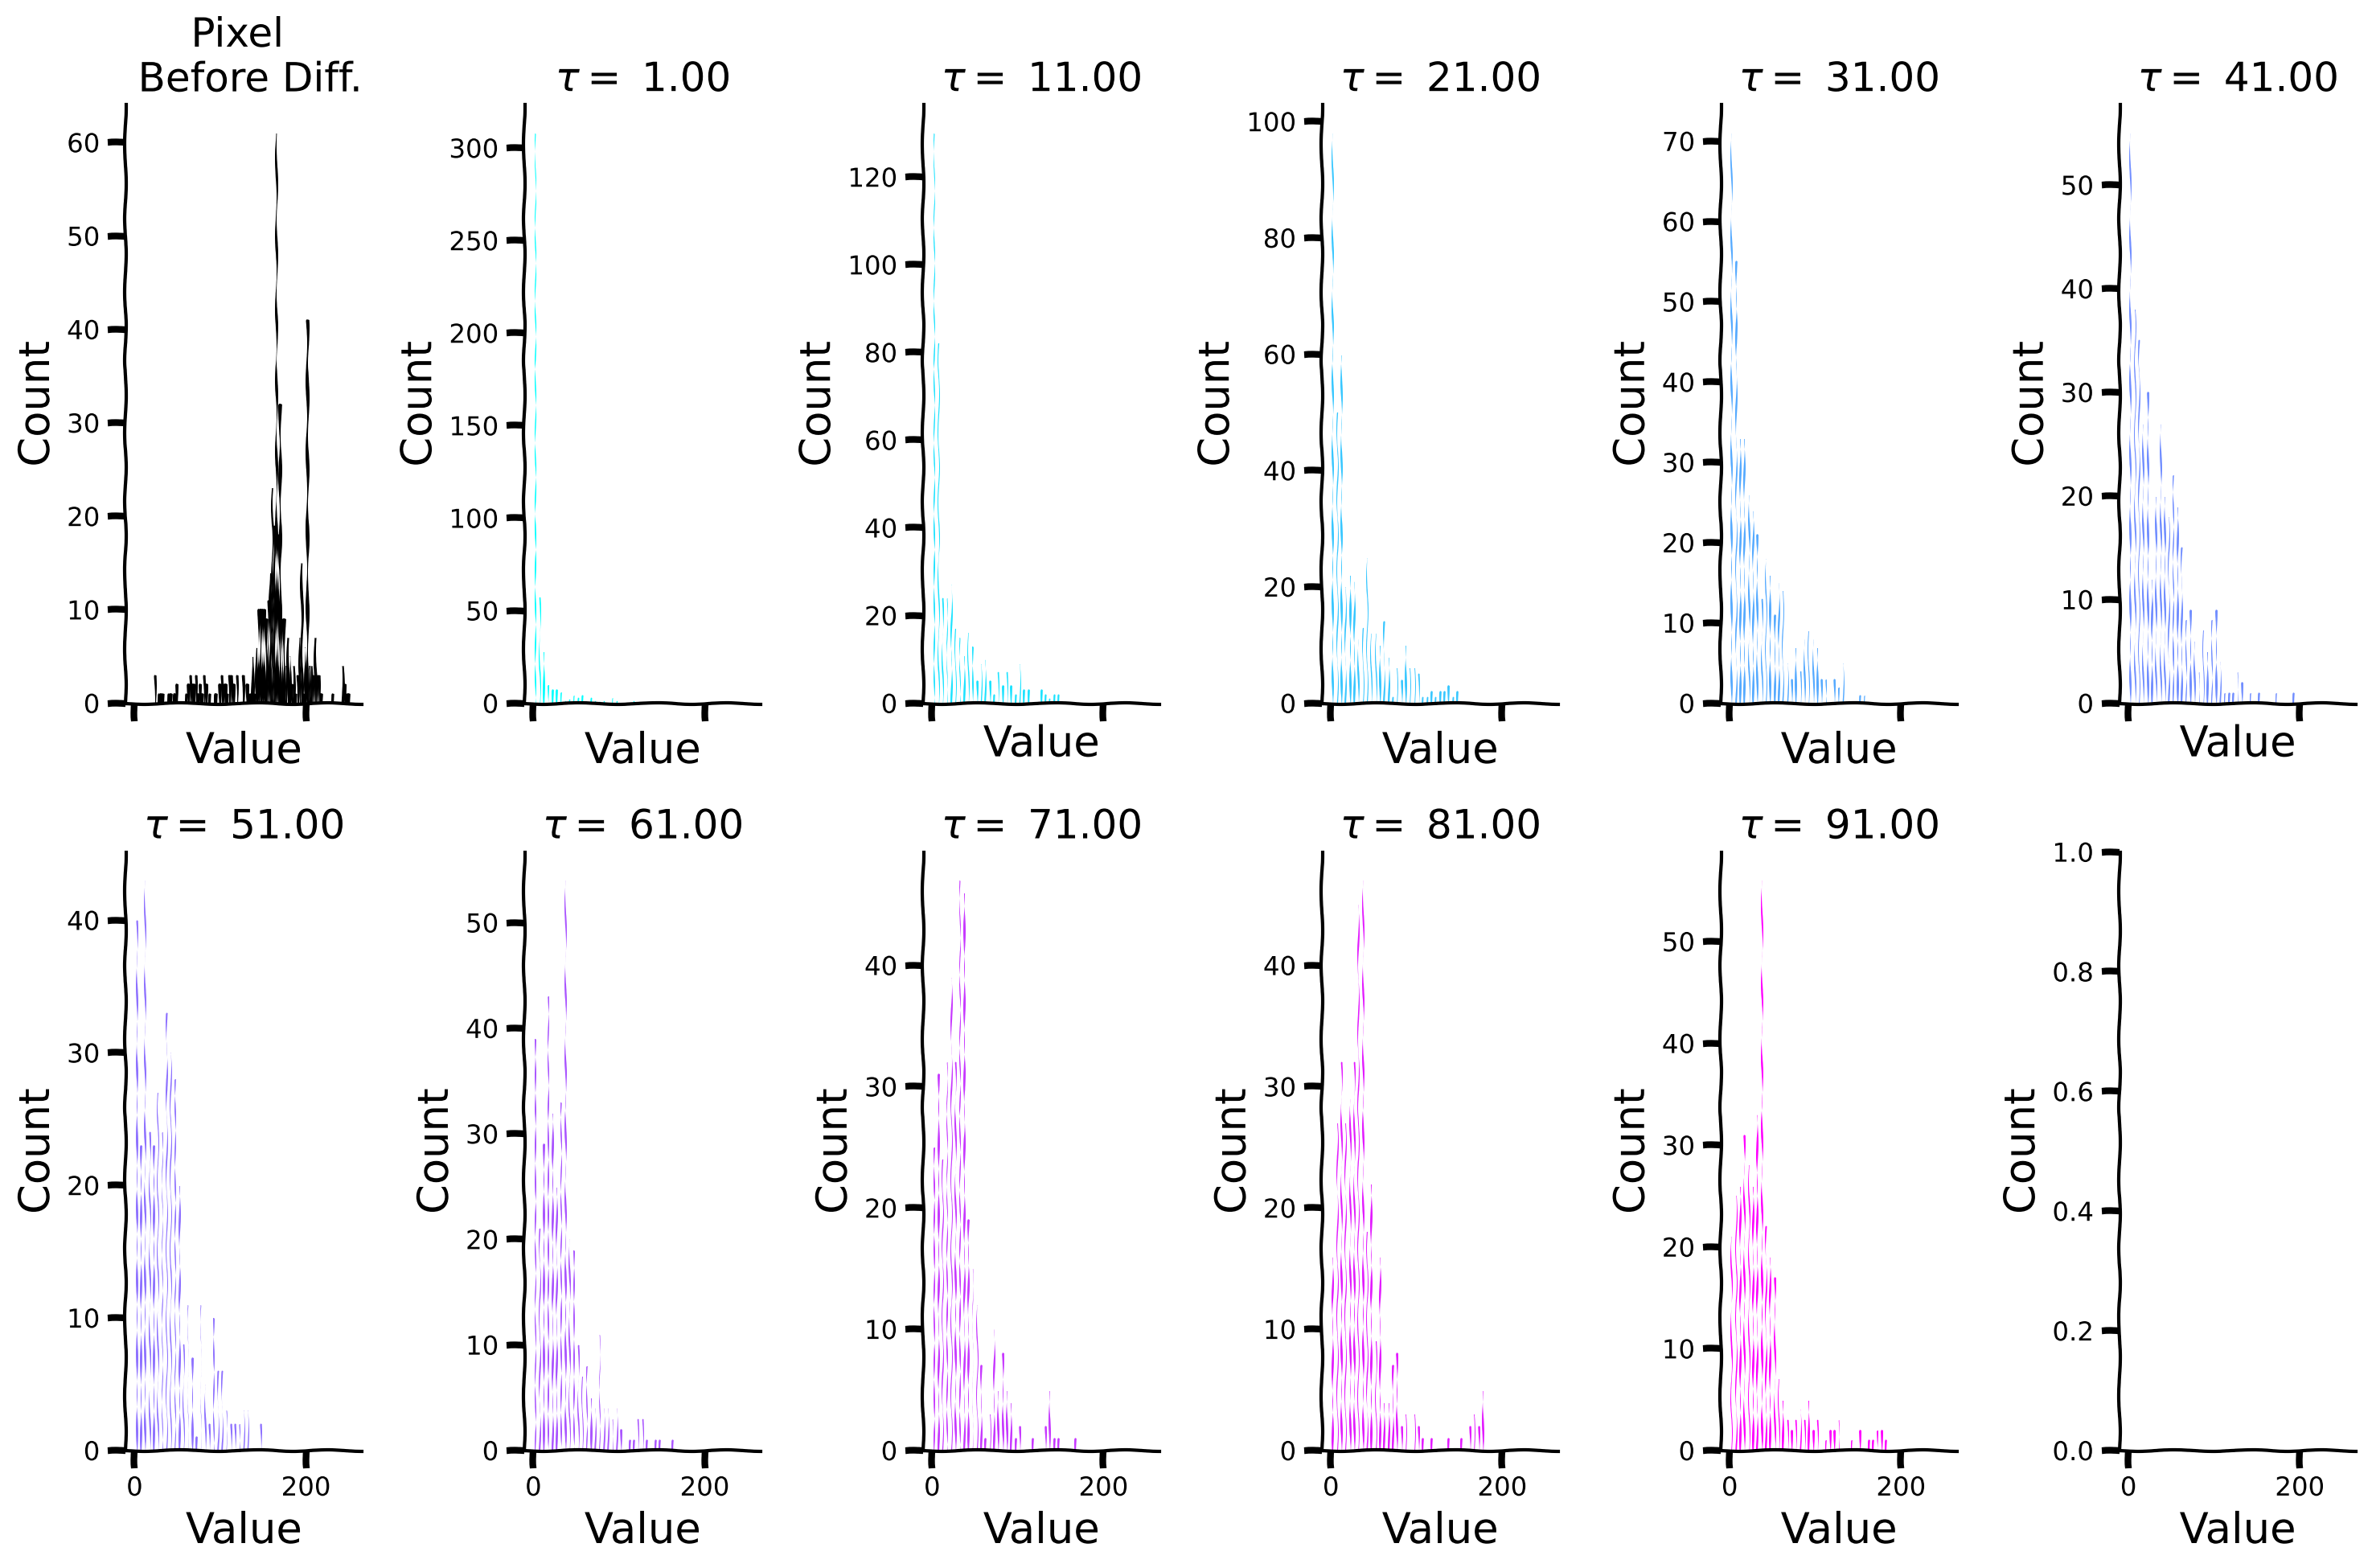 Pixel
Before Diff.
τ = 1.00
τ = 11.00
τ = 21.00
τ = 31.00
τ = 41.00
60
50
40
30
20
10
0
Count
Value
300
250
200
150
100
50
0
Count
Value
120
100
80
60
40
20
0
Count
Value
100
80
60
40
20
0
Count
Value
70
60
50
40
30
20
10
0
Count
Value
50
40
30
20
10
0
Count
Value
τ = 51.00
τ = 61.00
τ = 71.00
τ = 81.00
τ = 91.00
40
30
20
10
0
Count
0 200
Value
50
40
30
20
10
0
Count
0 200
Value
40
30
20
10
0
Count
0 200
Value
40
30
20
10
0
Count
0 200
Value
50
40
30
20
10
0
Count
0 200
Value
1.0
0.8
0.6
0.4
0.2
0.0
Count
0 200
Value